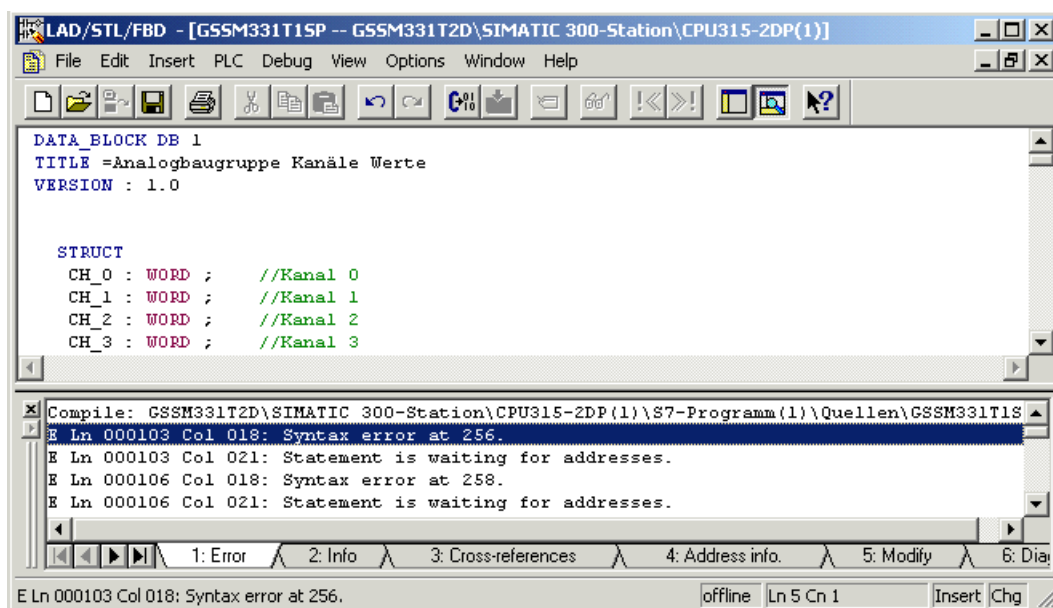 LAD/STL/FBD - [GSSM331T1SP -- GSSM331T2D\SIMATIC 300-Station\CPU315-2DP(1)]
File Edit Insert PLC Debug View Options Window Help
DATA_BLOCK DB 1
TITLE =Analogbaugruppe Kanäle Werte
VERSION : 1.0
STRUCT
CH_0 : WORD ; //Kanal 0
CH_1 : WORD ; //Kanal 1
CH_2 : WORD ; //Kanal 2
CH_3 : WORD ; //Kanal 3
Compile: GSSM331T2D\SIMATIC 300-Station\CPU315-2DP(1)\S7-Programm(1)\Quellen\GSSM331T1S
E Ln 000103 Col 018: Syntax error at 256.
E Ln 000103 Col 021: Statement is waiting for addresses.
E Ln 000106 Col 018: Syntax error at 258.
E Ln 000106 Col 021: Statement is waiting for addresses.
1: Error 2: Info 3: Cross-references 4: Address info. 5: Modify 6: Dia
E Ln 000103 Col 018: Syntax error at 256. offline Ln 5 Cn 1 Insert Chg